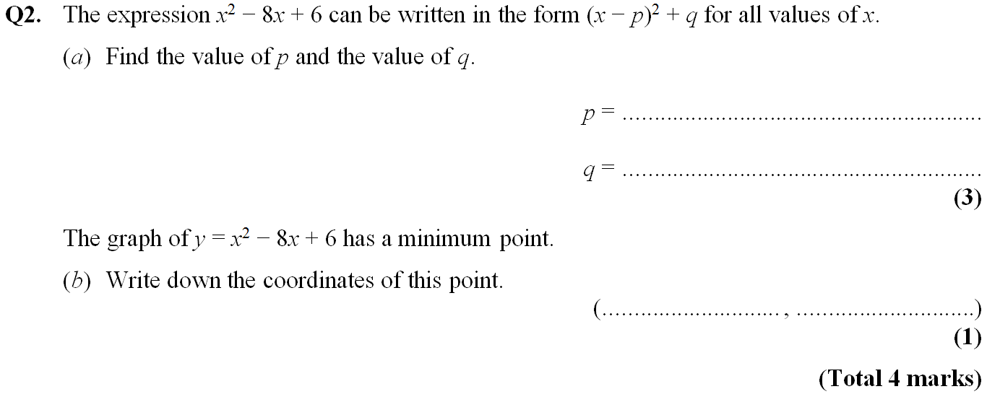 Q2. The expression x² − 8x + 6 can be written in the form (x − p)² + q for all values of x.
(a) Find the value of p and the value of q.
p = ............................................................
q = ............................................................
(3)
The graph of y = x² − 8x + 6 has a minimum point.
(b) Write down the coordinates of this point.
(.............................. , ..............................)
(1)
(Total 4 marks)